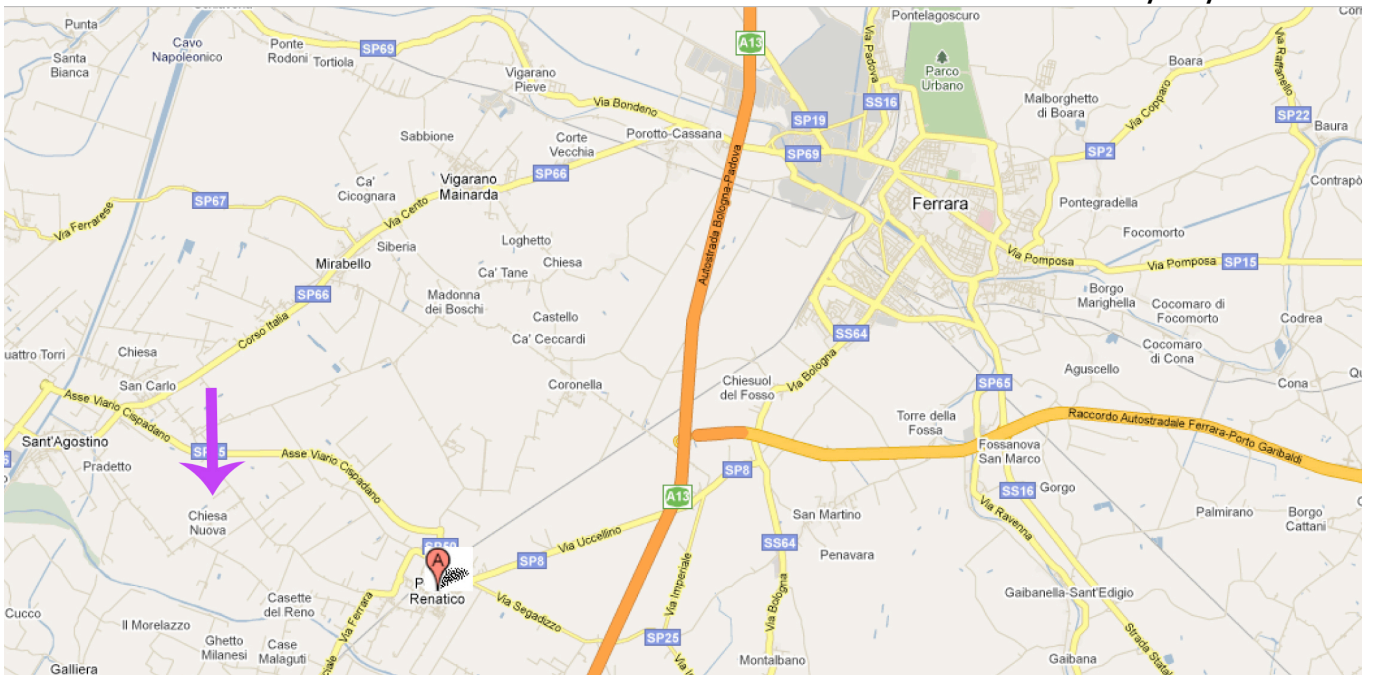 Punta
Santa
Bianca
Cavo
Napoleonico
Ponte
Rodoni
Tortiola
SP69
Vigarano
Pieve
Via Bondeno
A13
Pontelagoscuro
Via Padova
Parco
Urbano
SS16
SP19
SP69
Boara
Malborghetto
di Boara
Via Copparo
Via Raffanello
SP22
Baura
SP2
Contrapò
Sabbione
Corte
Vecchia
Porotto-Cassana
Ca'
Cicognara
Vigarano
Mainarda
SP66
SP67
Via Ferrarese
Via Cento
Siberia
Mirabello
SP66
Corso Italia
Loghetto
Chiesa
Ca' Tane
Madonna
dei Boschi
Castello
Ca' Ceccardi
Coronella
Autostrada Bologna-Padova
Ferrara
Pontegradella
Focomorto
Via Pomposa
Via Pomposa
SP15
Borgo
Marighella
Cocomaro di
Focomorto
Codrea
Cocomaro
di Cona
Cona
Aguscello
SS64
Via Bologna
Chiesuol
del Fosso
SP65
Torre della
Fossa
Fossanova
San Marco
Raccordo Autostradale Ferrara-Porto Garibaldi
uattro Torri
Chiesa
San Carlo
Asse Viario Cispadano
Sant'Agostino
Pradetto
Asse Viario Cispadano
Chiesa
Nuova
A
Renatico
SP8
Via Uccellino
A13
SP8
SS64
San Martino
Penavara
SS16
Gorgo
Via Ravenna
Palmirano
Borgo
Cattani
Gaibanella-Sant'Edigio
Strada Statal
Gaibana
Via Imperiale
Via Bologna
Via Segadizzo
SP25
Montalbano
Via Ferrara
Casette
del Reno
Cucco
Il Morelazzo
Ghetto
Milanesi
Case
Malaguti
Galliera